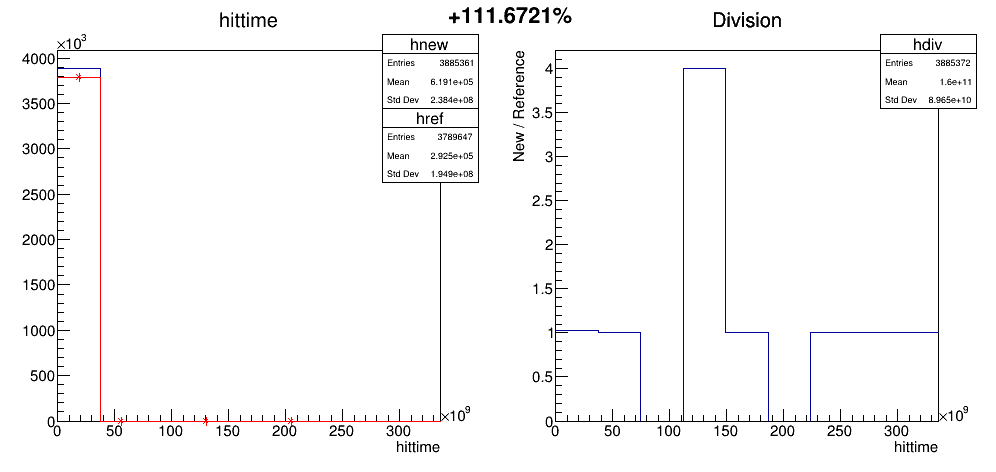 +111.6721%
hittime
×10³
hnew
Entries 3885361
Mean 6.191e+05
Std Dev 2.384e+08
href
Entries 3789647
Mean 2.925e+05
Std Dev 1.949e+08
4000
3500
3000
2500
2000
1500
1000
500
0
0 50 100 150 200 250 300
×10⁹
hittime
Division
hdiv
Entries 3885372
Mean 1.6e+11
Std Dev 8.965e+10
New / Reference
4
3.5
3
2.5
2
1.5
1
0.5
0
0 50 100 150 200 250 300
×10⁹
hittime